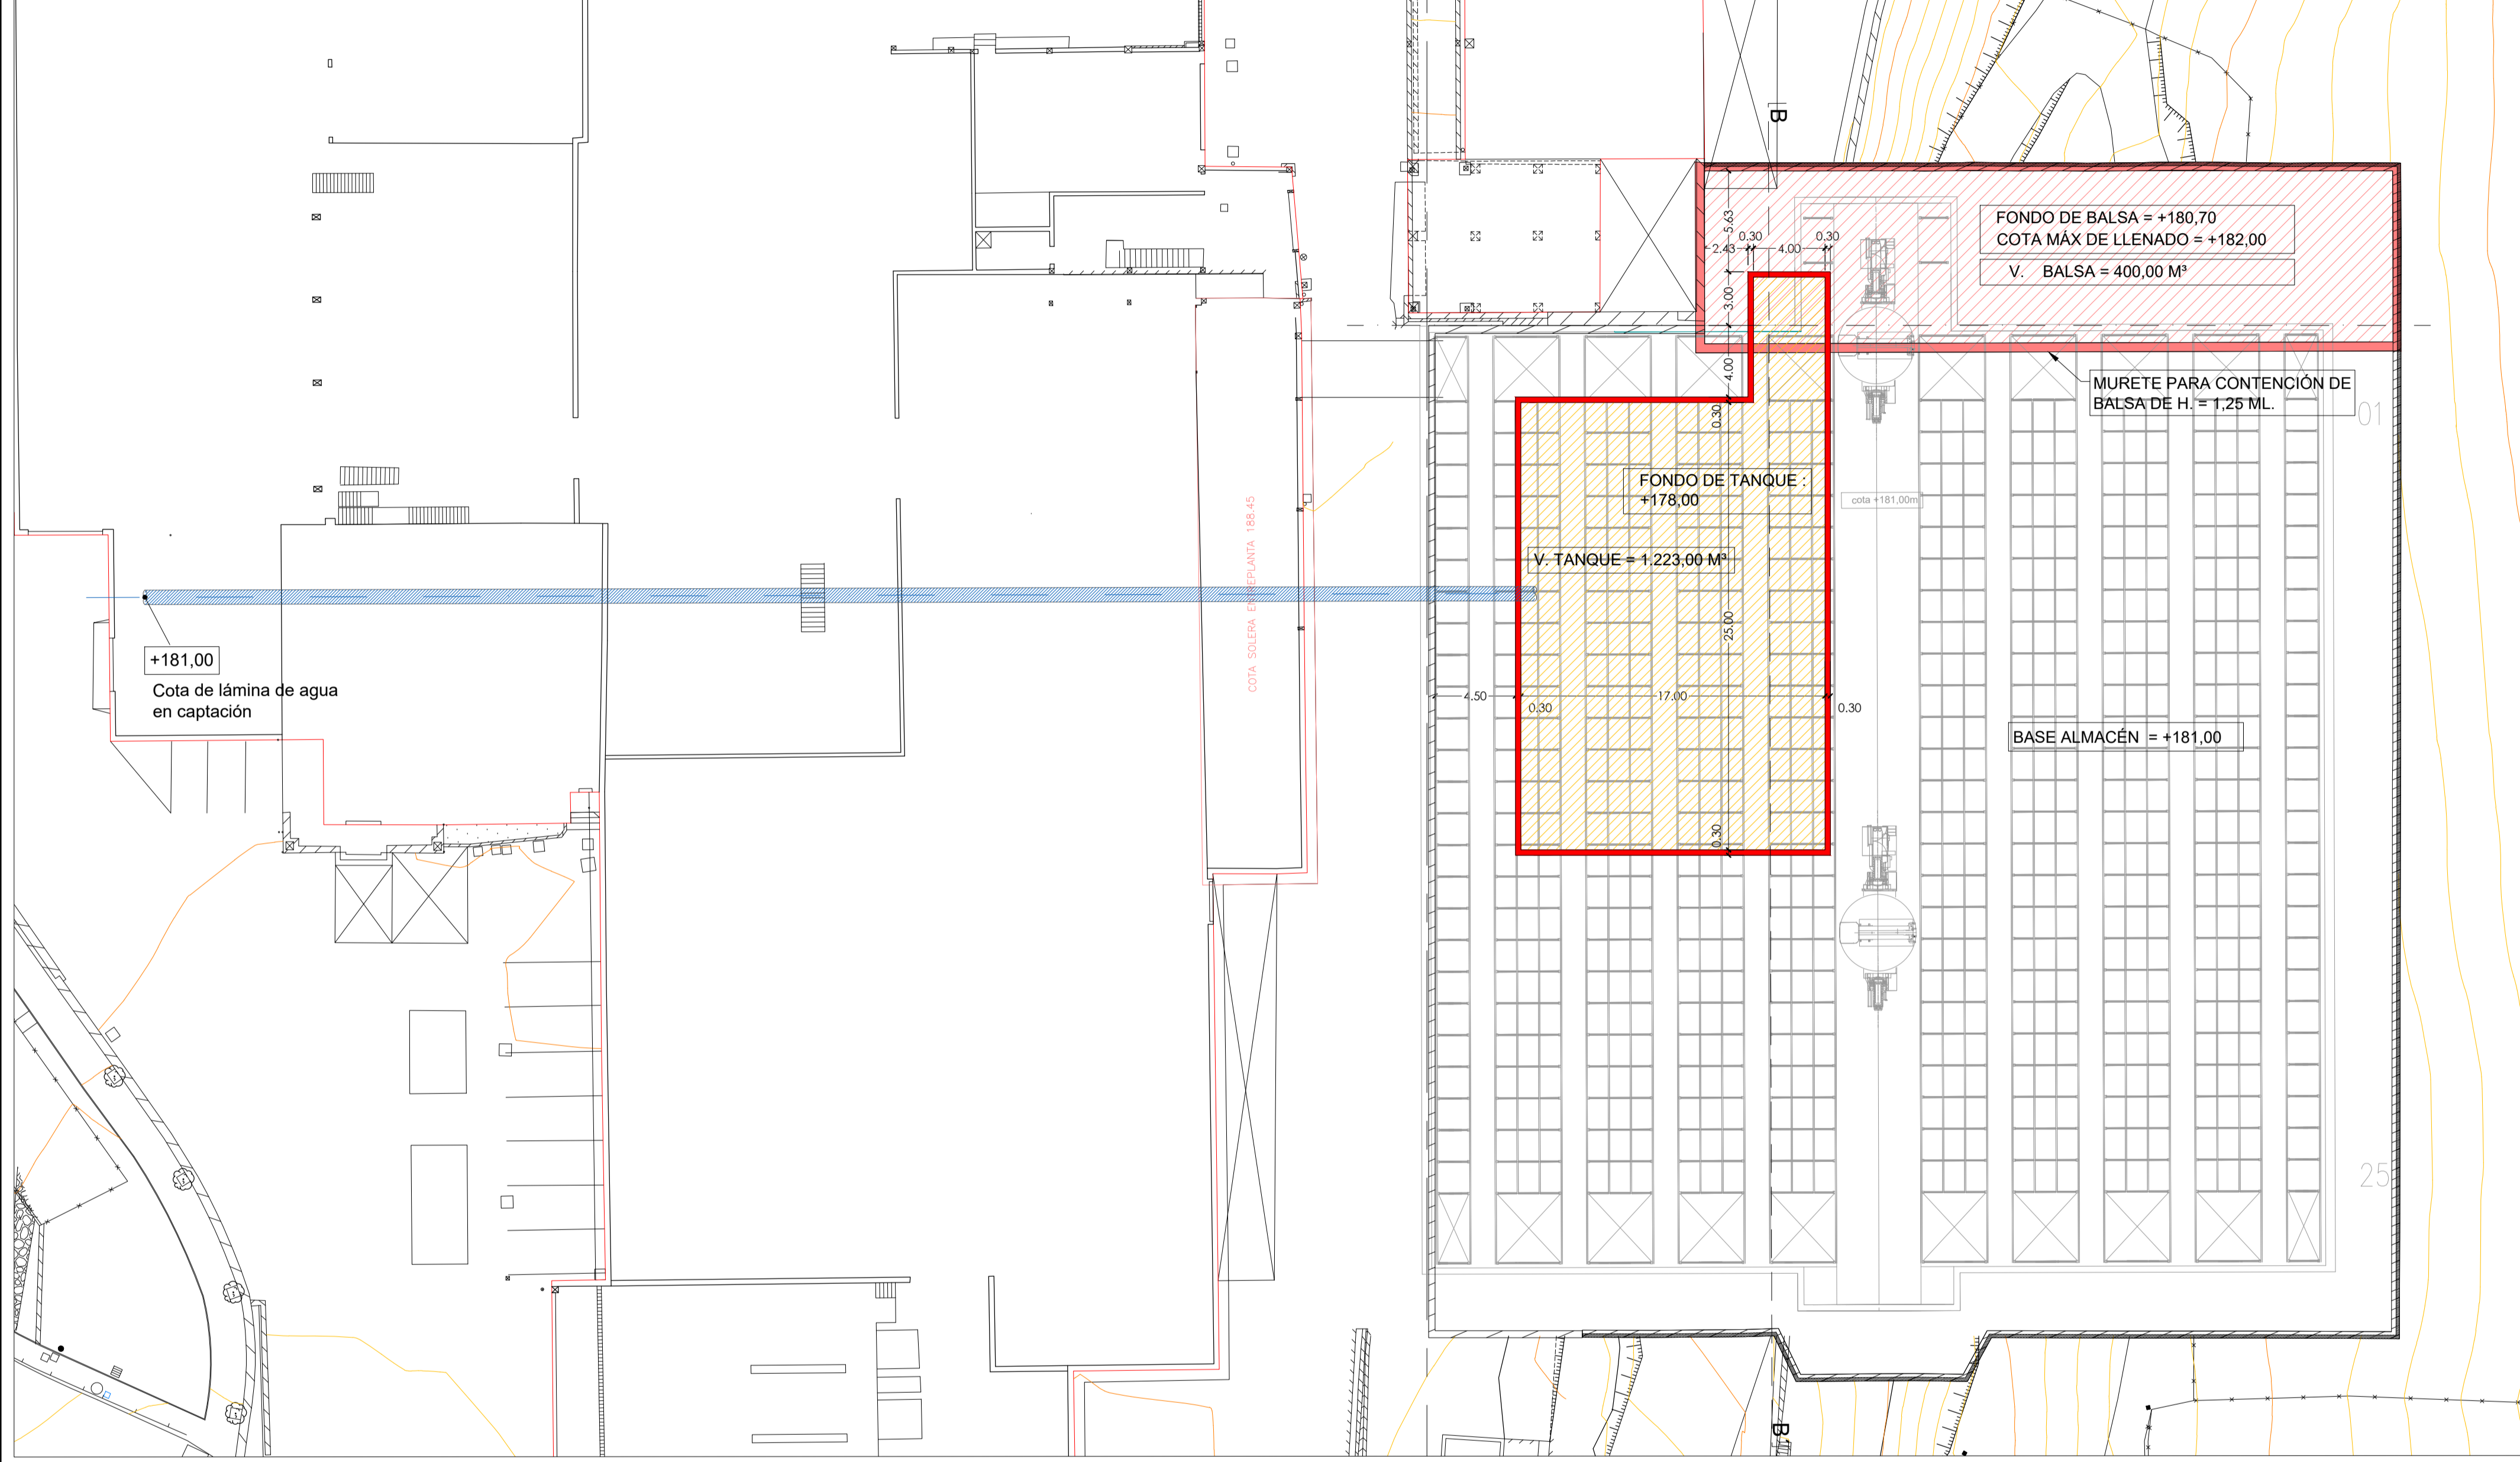 B
FONDO DE BALSA = +180,70
COTA MÁX DE LLENADO = +182,00
V. BALSA = 400,00 M³
5.63
0.30
0.30
2.43
4.00
3.00
4.00
0.30
MURETE PARA CONTENCIÓN DE
BALSA DE H. = 1,25 ML.
01
FONDO DE TANQUE :
+178,00
cota +181,00m
V. TANQUE = 1.223,00 M³
COTA SOLERA ENTREPLANTA 188.45
25.00
+181,00
Cota de lámina de agua
en captación
4.50
17.00
0.30
0.30
BASE ALMACÉN = +181,00
0.30
25
B'